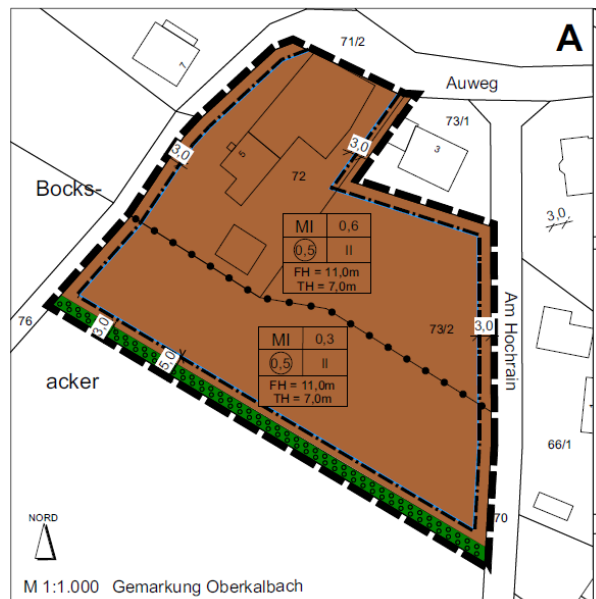 A
71/2
Auweg
7
73/1
3
3,0
3,0
5
72
Bocks-
3,0
MI 0,6
0,5 II
FH = 11,0m
TH = 7,0m
Am Hochrain
76
3,0
73/2
3,0
MI 0,3
0,5 II
FH = 11,0m
TH = 7,0m
5,0
acker
66/1
70
NORD
M 1:1.000 Gemarkung Oberkalbach